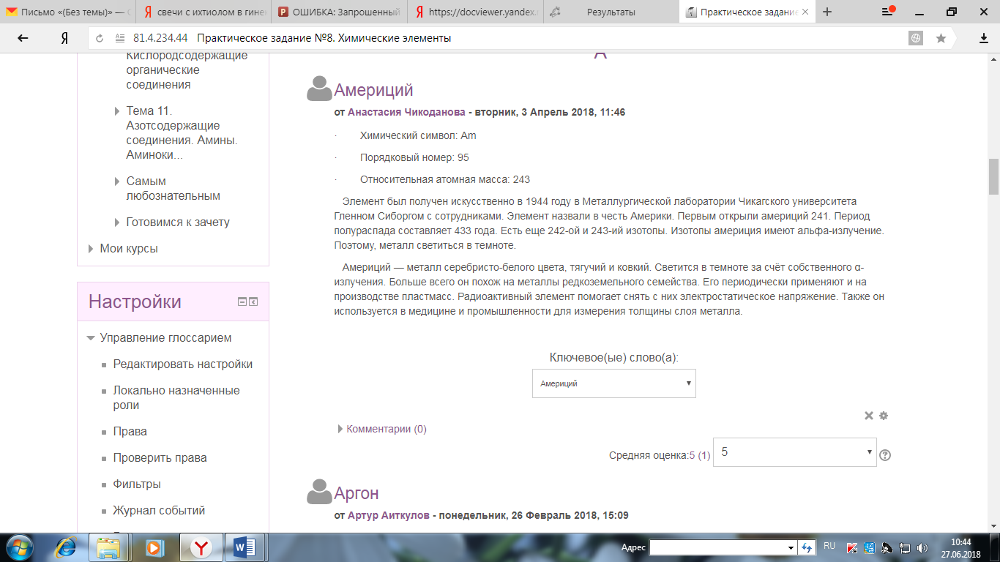 Письмо «(Без темы)» — С
свечи с ихтиолом в гине
ОШИБКА: Запрошенный
https://docviewer.yandex.r
Результаты
Практическое задание
81.4.234.44 Практическое задание №8. Химические элементы
Кислородсодержащие
органические
соединения
Тема 11.
Азотсодержащие
соединения. Амины.
Аминоки...
Самым
любознательным
Готовимся к зачету
Мои курсы
Настройки
Управление глоссарием
Редактировать настройки
Локально назначенные
роли
Права
Проверить права
Фильтры
Журнал событий
А
Америций
от Анастасия Чикоданова - вторник, 3 Апрель 2018, 11:46
· Химический символ: Am
· Порядковый номер: 95
· Относительная атомная масса: 243
Элемент был получен искусственно в 1944 году в Металлургической лаборатории Чикагского университета
Гленном Сиборгом с сотрудниками. Элемент назвали в честь Америки. Первым открыли америций 241. Период
полураспада составляет 433 года. Есть еще 242-ой и 243-ий изотопы. Изотопы америция имеют альфа-излучение.
Поэтому, металл светиться в темноте.
Америций — металл серебристо-белого цвета, тягучий и ковкий. Светится в темноте за счёт собственного α-
излучения. Больше всего он похож на металлы редкоземельного семейства. Его периодически применяют и на
производстве пластмасс. Радиоактивный элемент помогает снять с них электростатическое напряжение. Также он
используется в медицине и промышленности для измерения толщины слоя металла.
Ключевое(ые) слово(а):
Америций
Комментарии (0)
Средняя оценка:5 (1) 5
Аргон
от Артур Аиткулов - понедельник, 26 Февраль 2018, 15:09
Адрес
RU
10:44
27.06.2018